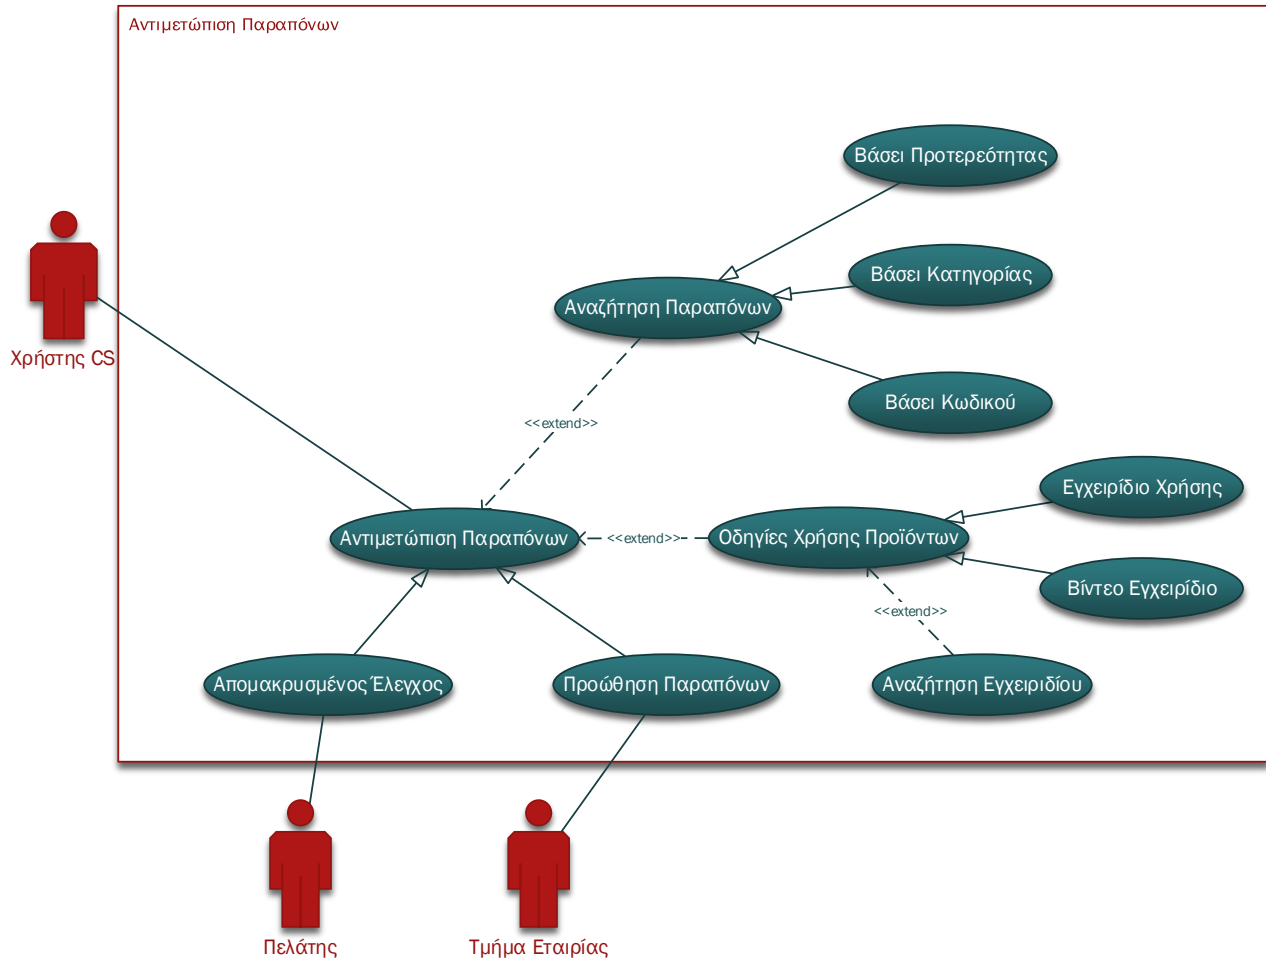 Αντιμετώπιση Παραπόνων
Βάσει Προτερεότητας
Βάσει Κατηγορίας
Αναζήτηση Παραπόνων
Χρήστης CS
Βάσει Κωδικού
<<extend>>
Εγχειρίδιο Χρήσης
Αντιμετώπιση Παραπόνων
<<extend>>
Οδηγίες Χρήσης Προϊόντων
Βίντεο Εγχειρίδιο
<<extend>>
Απομακρυσμένος Έλεγχος
Προώθηση Παραπόνων
Αναζήτηση Εγχειριδίου
Πελάτης
Τμήμα Εταιρίας